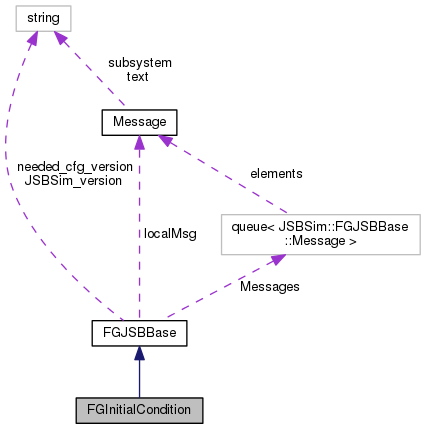 string
subsystem
text
Message
needed_cfg_version
JSBSim_version
elements
queue< JSBSim::FGJSBBase
::Message >
localMsg
Messages
FGJSBBase
FGInitialCondition